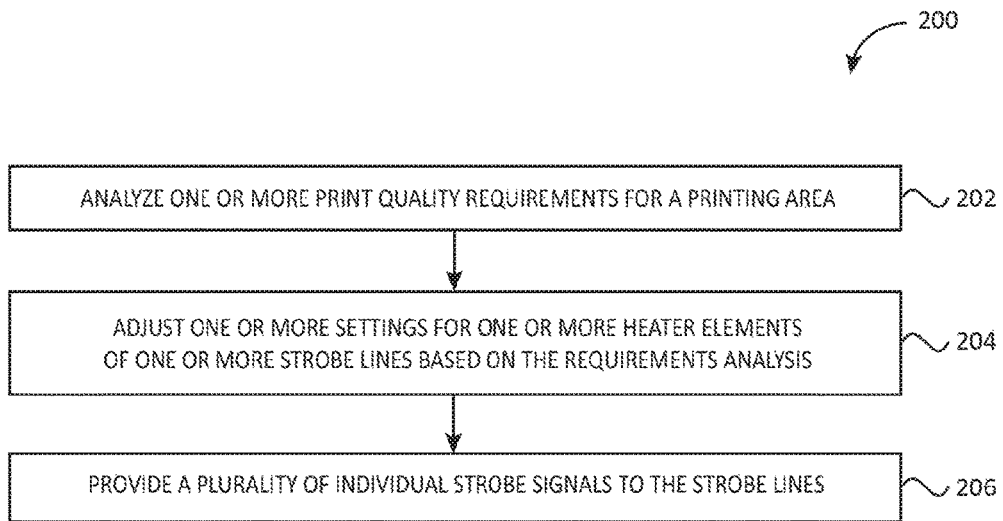 200
ANALYZE ONE OR MORE PRINT QUALITY REQUIREMENTS FOR A PRINTING AREA
202
ADJUST ONE OR MORE SETTINGS FOR ONE OR MORE HEATER ELEMENTS
OF ONE OR MORE STROBE LINES BASED ON THE REQUIREMENTS ANALYSIS
204
PROVIDE A PLURALITY OF INDIVIDUAL STROBE SIGNALS TO THE STROBE LINES
206